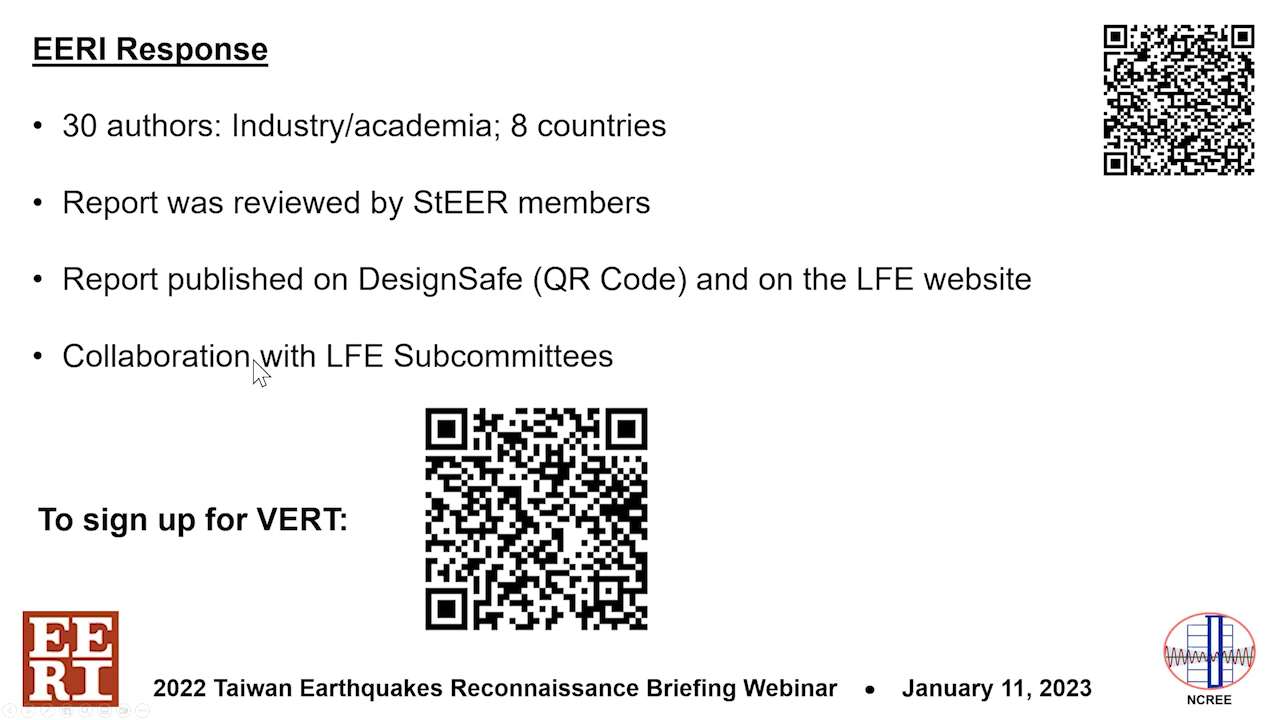 EERI Response
• 30 authors: Industry/academia; 8 countries
• Report was reviewed by StEER members
• Report published on DesignSafe (QR Code) and on the LFE website
• Collaboration with LFE Subcommittees
To sign up for VERT:
EE
RI
2022 Taiwan Earthquakes Reconnaissance Briefing Webinar • January 11, 2023
NCREE